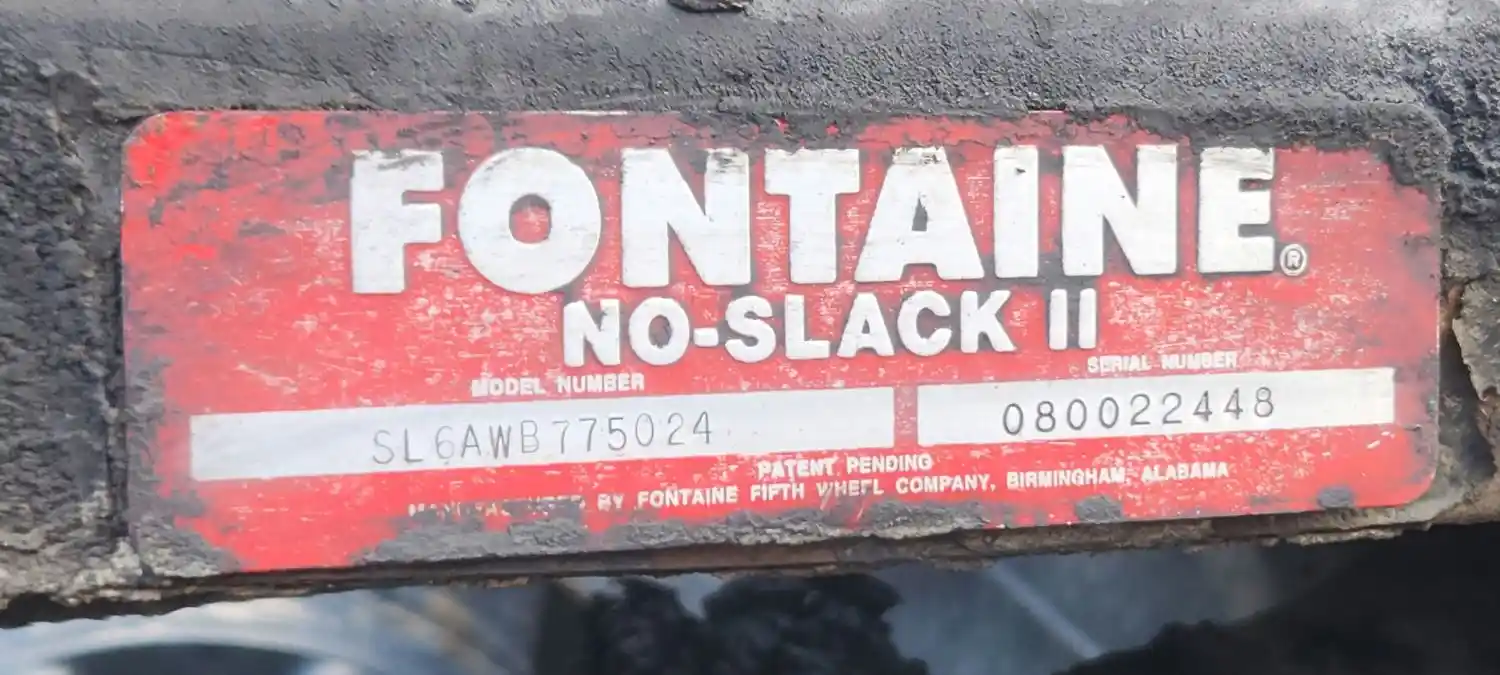 FONTAINE®
NO-SLACK II
MODEL NUMBER
SERIAL NUMBER
SL6AWB775024
080022448
PATENT PENDING
MANUFACTURED BY FONTAINE FIFTH WHEEL COMPANY, BIRMINGHAM, ALABAMA